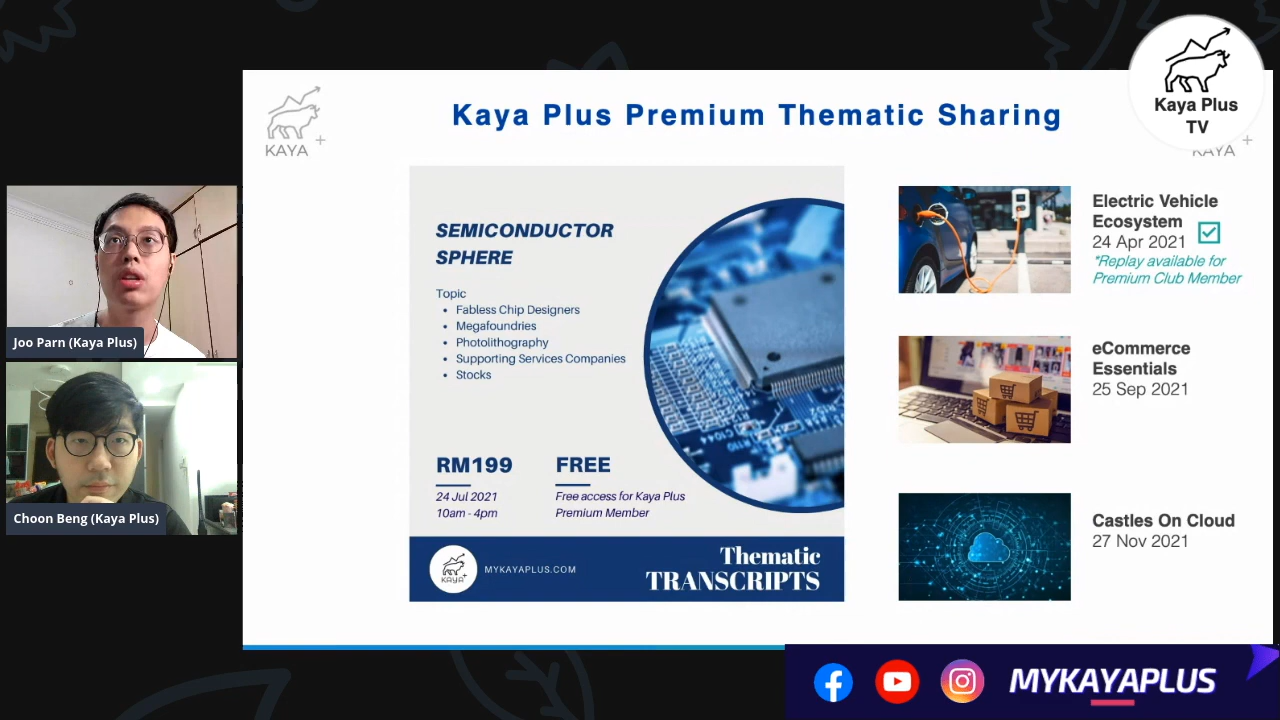 Kaya Plus Premium Thematic Sharing
KAYA +
Kaya Plus
TV
KAYA +
Joo Parn (Kaya Plus)
Choon Beng (Kaya Plus)
SEMICONDUCTOR
SPHERE
Topic
• Fabless Chip Designers
• Megafoundries
• Photolithography
• Supporting Services Companies
• Stocks
RM199
24 Jul 2021
10am - 4pm
FREE
Free access for Kaya Plus
Premium Member
KAYA+
MYKAYAPLUS.COM
Thematic
TRANSCRIPTS
Electric Vehicle
Ecosystem
24 Apr 2021
*Replay available for
Premium Club Member
eCommerce
Essentials
25 Sep 2021
Castles On Cloud
27 Nov 2021
MYKAYAPLUS